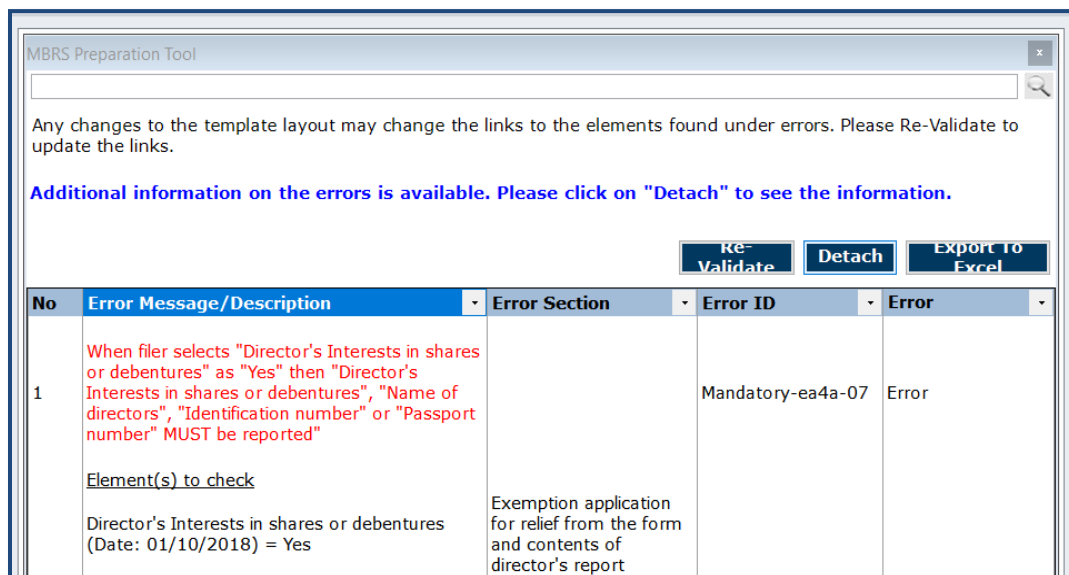 MBRS Preparation Tool
x
Any changes to the template layout may change the links to the elements found under errors. Please Re-Validate to
update the links.
Additional information on the errors is available. Please click on "Detach" to see the information.
Re-
Validate
Detach
Export To
Excel
No
Error Message/Description
Error Section
Error ID
Error
1
When filer selects "Director's Interests in shares
or debentures" as "Yes" then "Director's
Interests in shares or debentures", "Name of
directors", "Identification number" or "Passport
number" MUST be reported"
Mandatory-ea4a-07
Error
Element(s) to check
Director's Interests in shares or debentures
(Date: 01/10/2018) = Yes
Exemption application
for relief from the form
and contents of
director's report